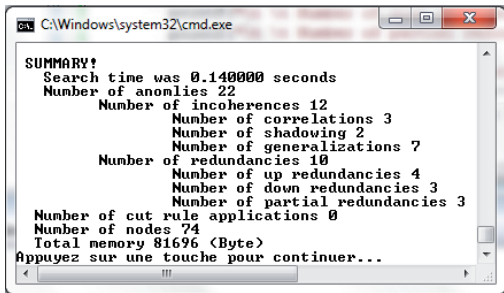 C:\Windows\system32\cmd.exe
SUMMARY!
Search time was 0.140000 seconds
Number of anomlies 22
Number of incoherences 12
Number of correlations 3
Number of shadowing 2
Number of generalizations 7
Number of redundancies 10
Number of up redundancies 4
Number of down redundancies 3
Number of partial redundancies 3
Number of cut rule applications 0
Number of nodes 74
Total memory 81696 (Byte)
Appuyez sur une touche pour continuer...